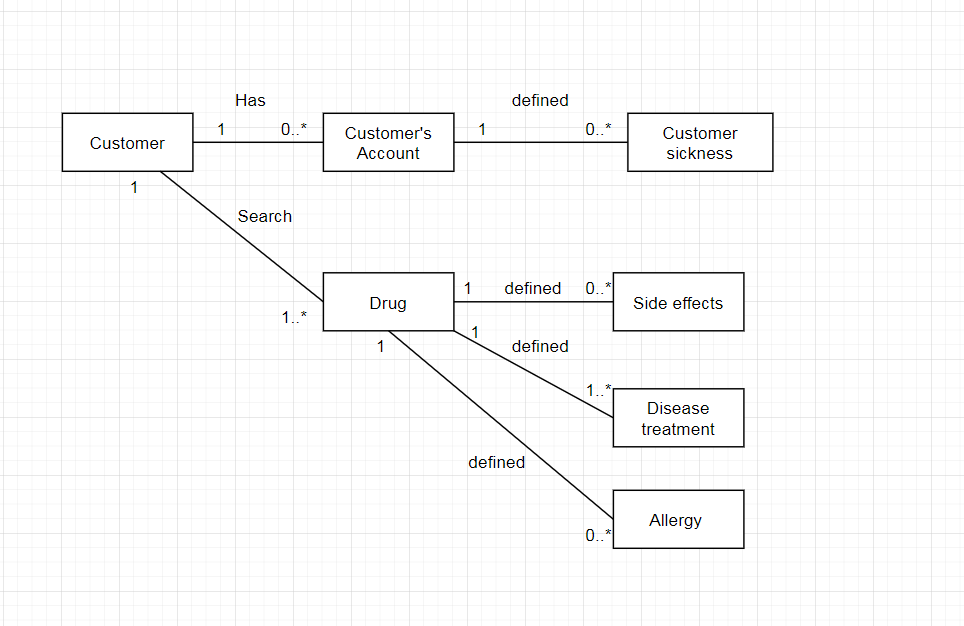 Has
defined
1
0..*
1
0..*
Customer
Customer's
Account
Customer
sickness
1
Search
1
defined
0..*
Drug
Side effects
1..*
1
1
defined
1..*
Disease
treatment
defined
Allergy
0..*